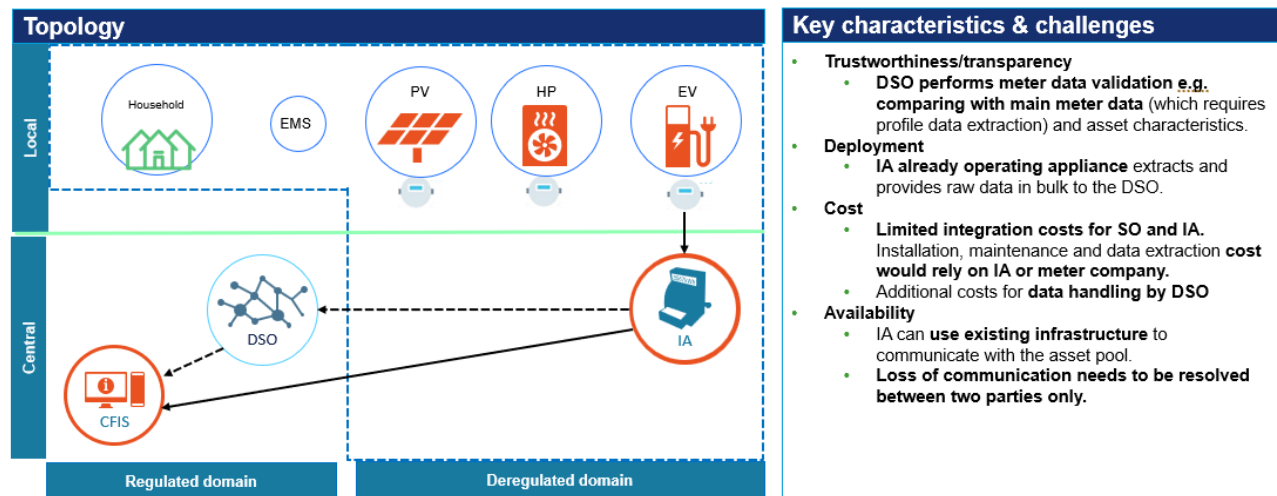 Topology
Local
Household
EMS
PV
HP
EV
Central
DSO
IA
CFIS
Regulated domain
Deregulated domain
Key characteristics & challenges
• Trustworthiness/transparency
• DSO performs meter data validation e.g.
comparing with main meter data (which requires
profile data extraction) and asset characteristics.
• Deployment
• IA already operating appliance extracts and
provides raw data in bulk to the DSO.
• Cost
• Limited integration costs for SO and IA.
Installation, maintenance and data extraction cost
would rely on IA or meter company.
• Additional costs for data handling by DSO
• Availability
• IA can use existing infrastructure to
communicate with the asset pool.
• Loss of communication needs to be resolved
between two parties only.